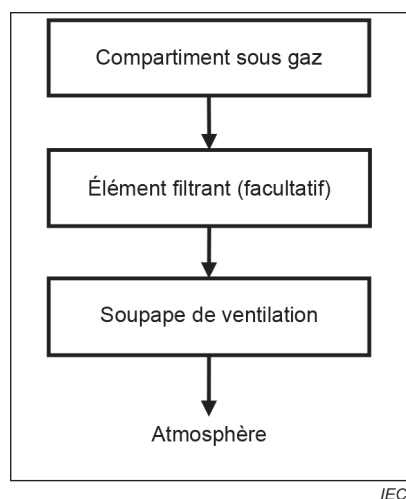 Compartiment sous gaz
Élément filtrant (facultatif)
Soupape de ventilation
Atmosphère
IEC